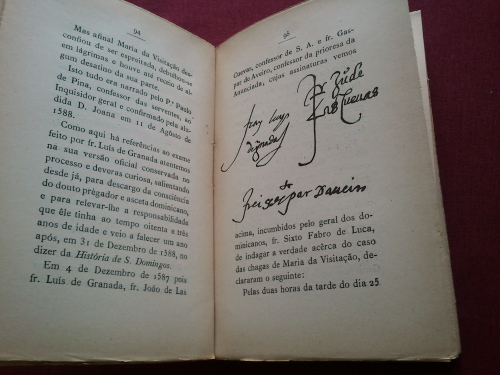 94
Mas afinal Maria da Visitação des-
confiou de ser espreitada, debulhou-se
em lágrimas e houve até receio de al-
gum desatino da sua parte.
Isto tudo era narrado pelo P.e Paulo
de Pina, confessor das serventes, ao
Inquisidor geral e confirmado pela alu-
dida D. Joana em 11 de Agosto de
1588.
Como aqui há referências ao exame
feito por fr. Luís de Granada atentemos
na sua versão oficial conservada no
processo e deveras curiosa, salientando
desde já, para descargo da consciência
do douto prègador e asceta dominicano,
e para relevar-lhe a responsabilidade
que êle tinha ao tempo oitenta e três
anos de idade e veio a falecer um ano
após, em 31 de Dezembro de 1588, no
dizer da História de S. Domingos.
Em 4 de Dezembro de 1587 pois
fr. Luís de Granada, fr. João de Las
95
Cuevas, confessor de S. A. e fr. Gas-
par de Aveiro, confessor da prioresa da
Anunciada, cujas assinaturas vemos
fray luys
de granada
frei gaspar Daveiro
acima, incumbidos pelo geral dos do-
minicanos, fr. Sixto Fabro de Luca,
de indagar a verdade acêrca do caso
das chagas de Maria da Visitação, de-
clararam o seguinte:
Pelas duas horas da tarde do dia 25